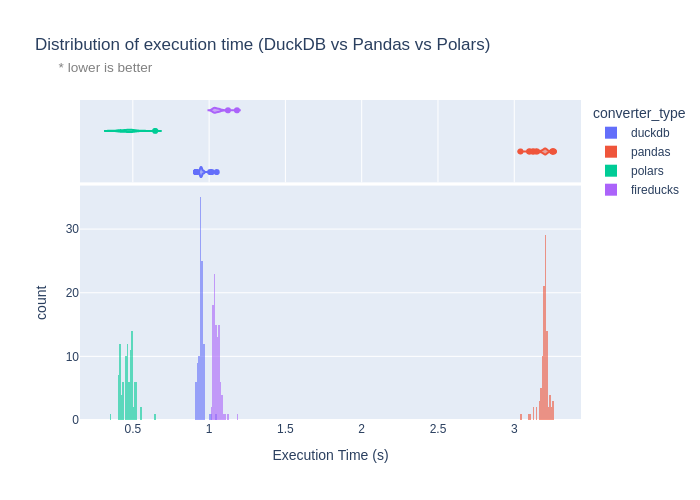 Distribution of execution time (DuckDB vs Pandas vs Polars)
* lower is better
converter_type
duckdb
pandas
polars
fireducks
30
20
10
0
count
0.5 1 1.5 2 2.5 3
Execution Time (s)